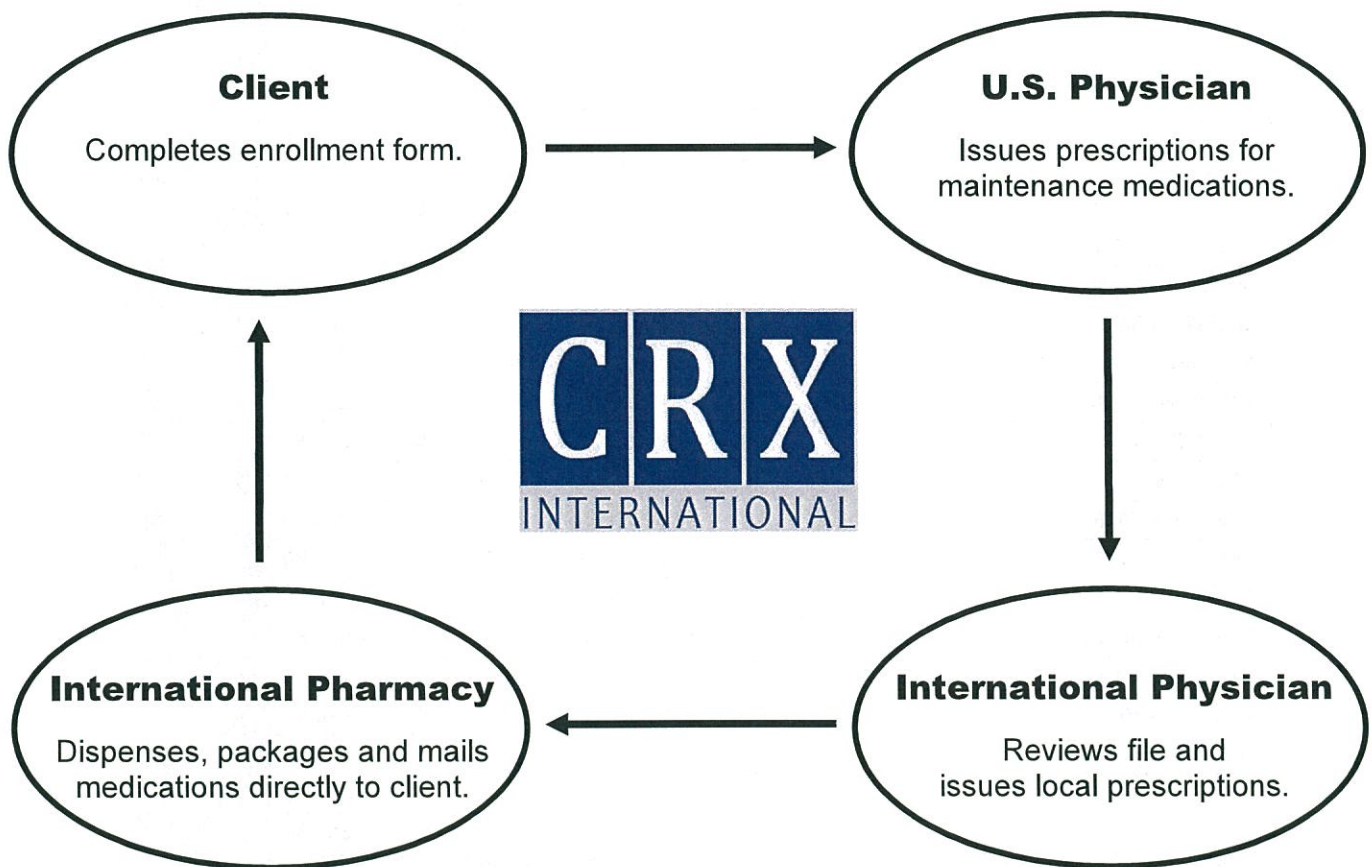 Client
Completes enrollment form.
U.S. Physician
Issues prescriptions for
maintenance medications.
CRX
INTERNATIONAL
International Pharmacy
Dispenses, packages and mails
medications directly to client.
International Physician
Reviews file and
issues local prescriptions.